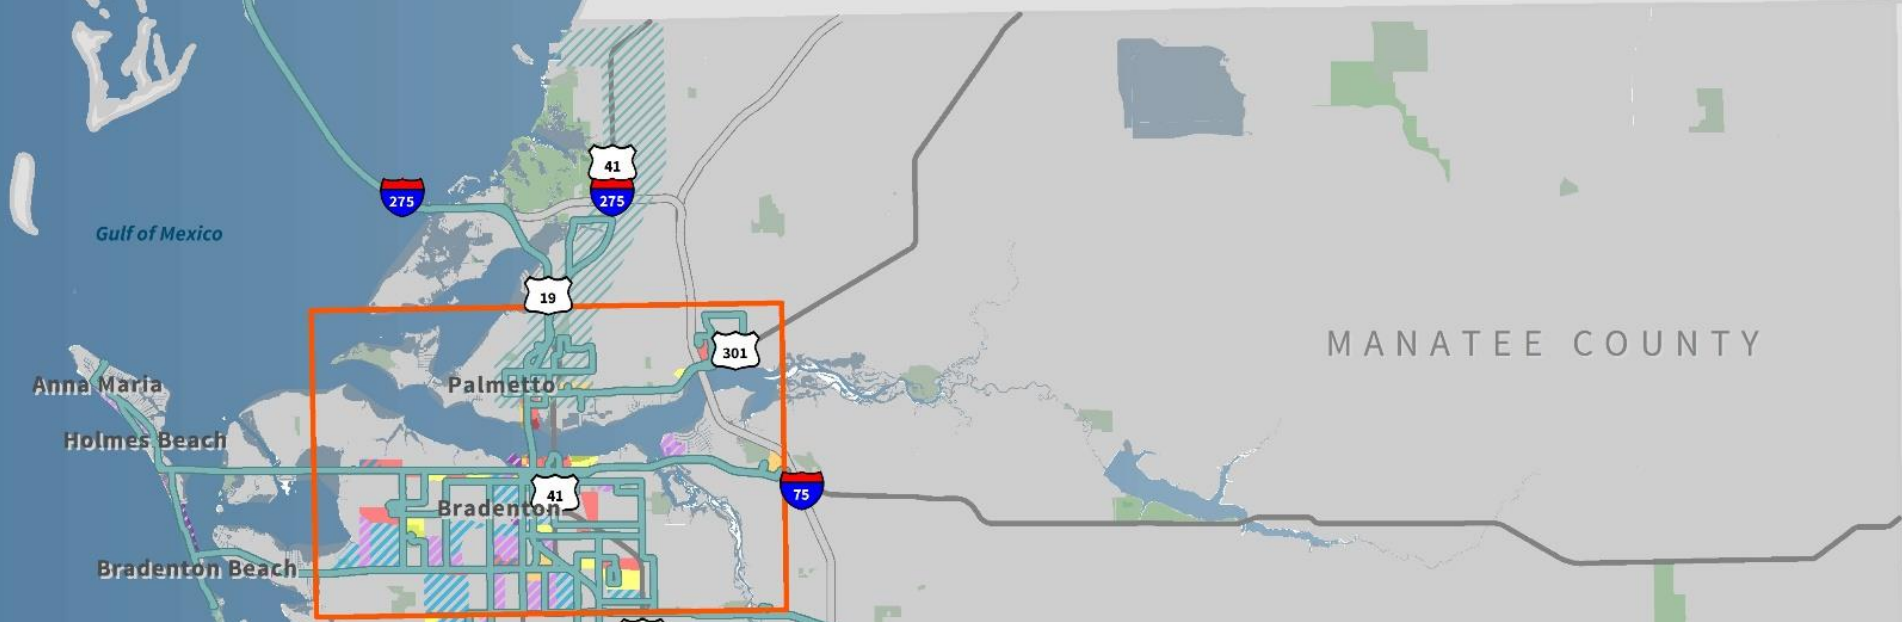 41
275
275
Gulf of Mexico
19
MANATEE COUNTY
301
Anna Maria
Palmetto
Holmes Beach
75
41
Bradenton
Bradenton Beach